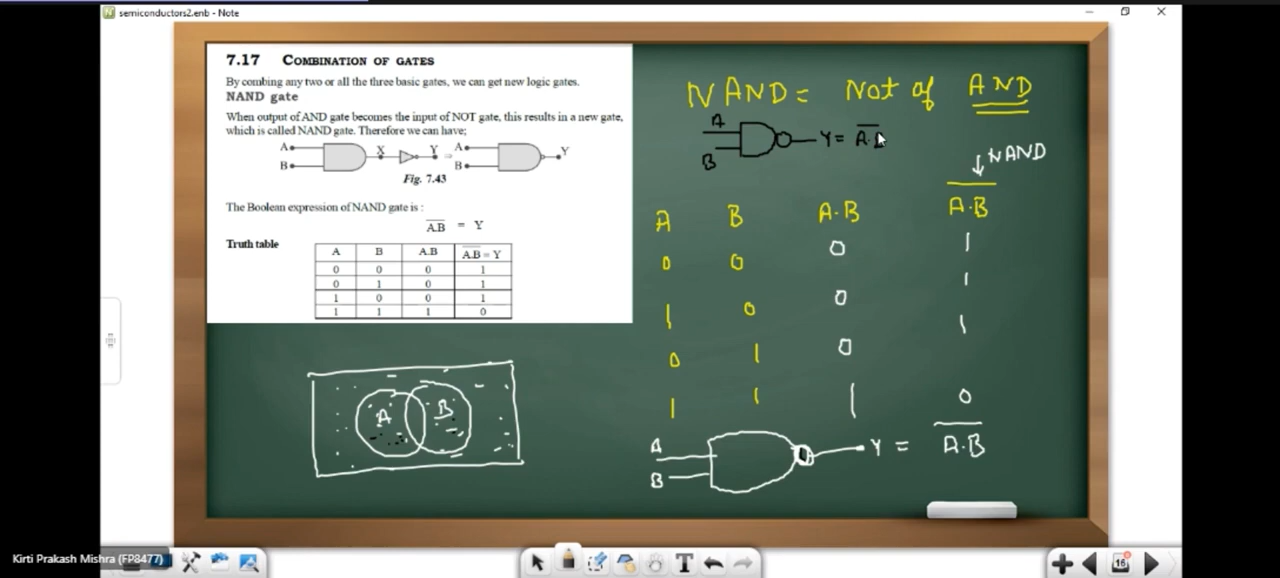 semiconductors2.enb - Note
7.17 COMBINATION OF GATES
By combing any two or all the three basic gates, we can get new logic gates.
NAND gate
When output of AND gate becomes the input of NOT gate, this results in a new gate,
which is called NAND gate. Therefore we can have;
A X Y = A Y
B B
Fig. 7.43
The Boolean expression of NAND gate is :
A̅.̅B̅ = Y
Truth table
A B A.B A̅.̅B̅ = Y
0 0 0 1
0 1 0 1
1 0 0 1
1 1 1 0
A B
NAND = Not of AND
A
B Y = A̅.̅B̅
↓NAND
A B A.B A̅.̅B̅
0 0 0 1
1 0 0 1
0 1 0 1
1 1 1 0
A
B Y = A̅.̅B̅
Kirti Prakash Mishra (FP8477)
T
16